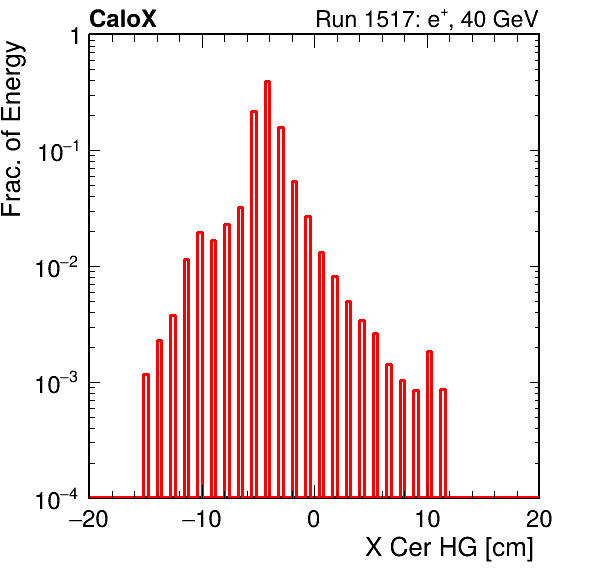 CaloX Run 1517: e⁺, 40 GeV
Frac. of Energy
1
10⁻¹
10⁻²
10⁻³
10⁻⁴
−20 −10 0 10 20
X Cer HG [cm]